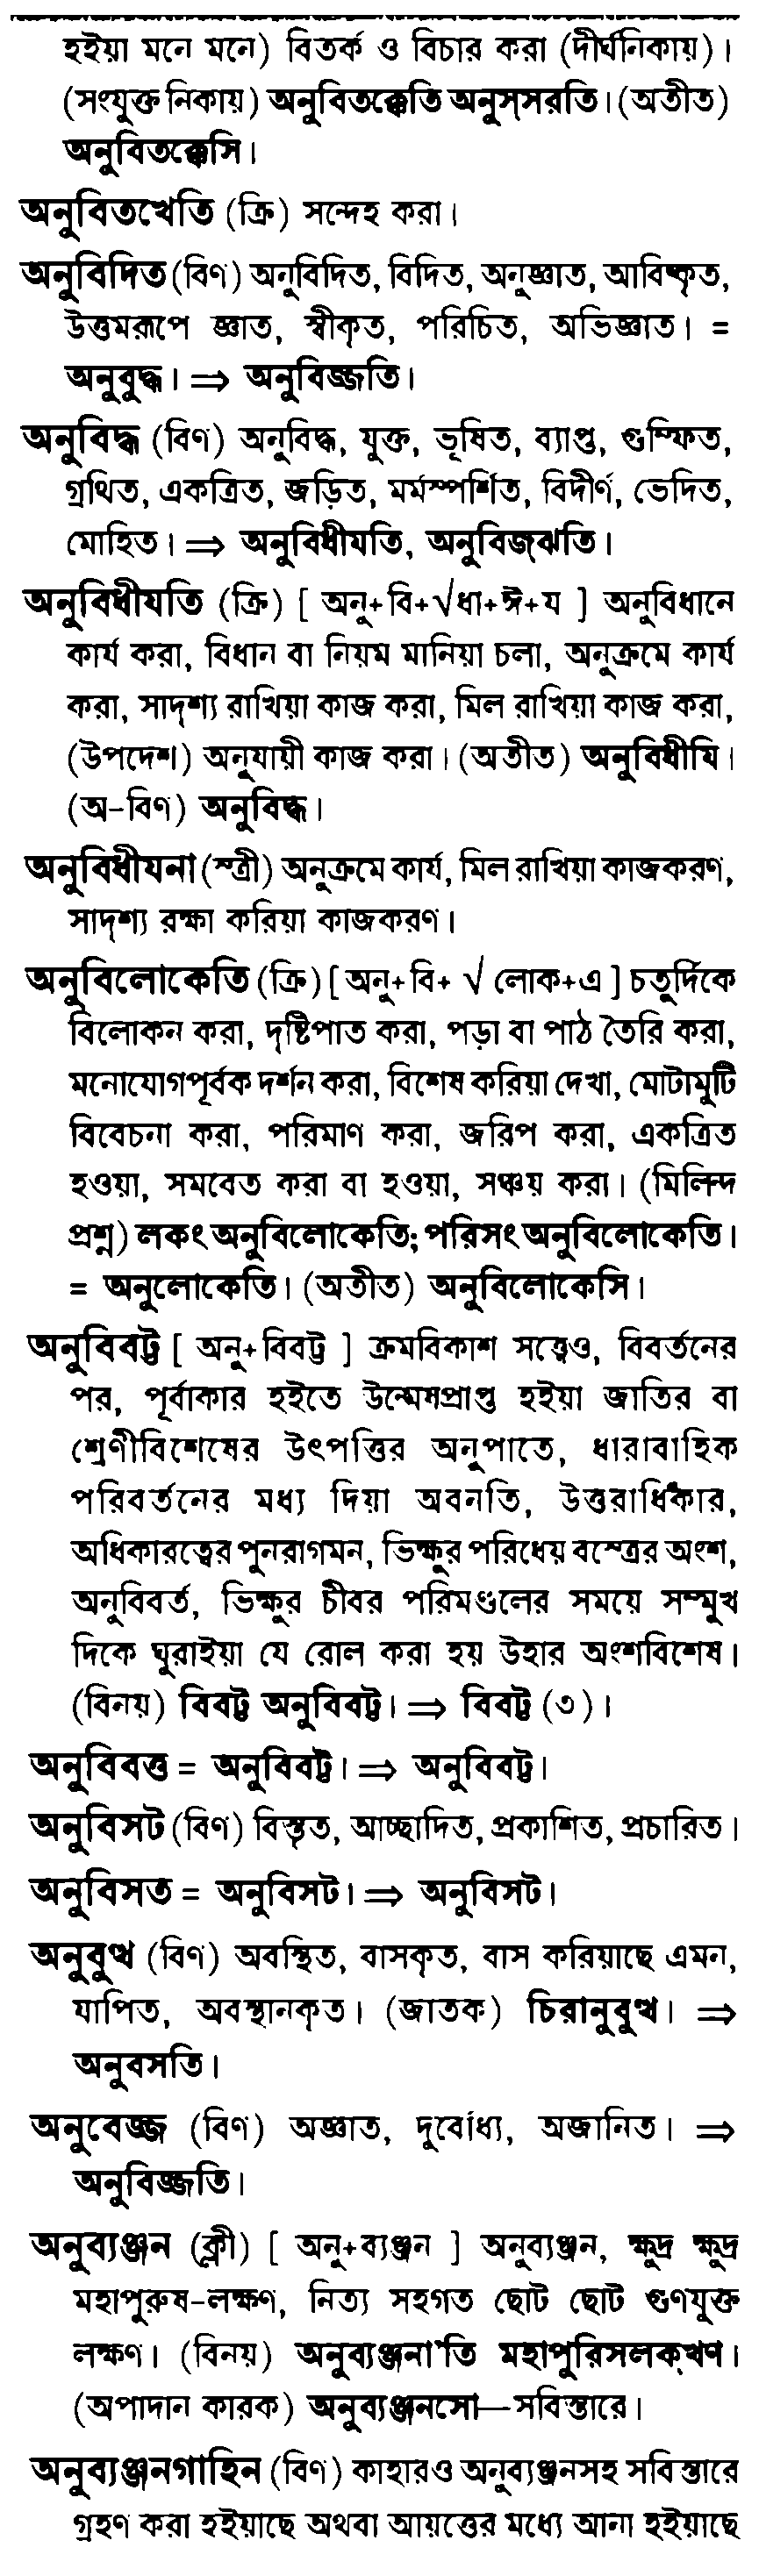 হইয়া মনে মনে) বিতর্ক ও বিচার করা (দীর্ঘনিকায়)।
(সংযুক্ত নিকায়) অনুবিতক্কেতি অনুস্সরতি। (অতীত)
অনুবিতক্কেসি।
অনুবিতখেতি (ক্রি) সন্দেহ করা।
অনুবিদিত (বিণ) অনুবিদিত, বিদিত, অনুজ্ঞাত, আবিষ্কৃত,
উত্তমরূপে জ্ঞাত, স্বীকৃত, পরিচিত, অভিজ্ঞাত। =
অনুবুদ্ধ। ⇒ অনুবিজ্জতি।
অনুবিদ্ধ (বিণ) অনুবিদ্ধ, যুক্ত, ভূষিত, ব্যাপ্ত, গুম্ফিত,
গ্রথিত, একত্রিত, জড়িত, মর্মস্পর্শিত, বিদীর্ণ, ভেদিত,
মোহিত। ⇒ অনুবিধীযতি, অনুবিজ্ঝতি।
অনুবিধীযতি (ক্রি) [ অনু+বি+√ধা+ঈ+য ] অনুবিধানে
কার্য করা, বিধান বা নিয়ম মানিয়া চলা, অনুক্রমে কার্য
করা, সাদৃশ্য রাখিয়া কাজ করা, মিল রাখিয়া কাজ করা,
(উপদেশ) অনুযায়ী কাজ করা। (অতীত) অনুবিধীযি।
(অ-বিণ) অনুবিদ্ধ।
অনুবিধীযনা (স্ত্রী) অনুক্রমে কার্য, মিল রাখিয়া কাজকরণ,
সাদৃশ্য রক্ষা করিয়া কাজকরণ।
অনুবিলোকেতি (ক্রি) [ অনু+বি+ √ লোক+এ ] চতুর্দিকে
বিলোকন করা, দৃষ্টিপাত করা, পড়া বা পাঠ তৈরি করা,
মনোযোগপূর্বক দর্শন করা, বিশেষ করিয়া দেখা, মোটামুটি
বিবেচনা করা, পরিমাণ করা, জরিপ করা, একত্রিত
হওয়া, সমবেত করা বা হওয়া, সঞ্চয় করা। (মিলিন্দ
প্রশ্ন) লকং অনুবিলোকেতি; পরিসং অনুবিলোকেতি।
= অনুলোকেতি। (অতীত) অনুবিলোকেসি।
অনুবিবট্ট [ অনু+বিবট্ট ] ক্রমবিকাশ সত্ত্বেও, বিবর্তনের
পর, পূর্বাকার হইতে উন্মেষপ্রাপ্ত হইয়া জাতির বা
শ্রেণীবিশেষের উৎপত্তির অনুপাতে, ধারাবাহিক
পরিবর্তনের মধ্য দিয়া অবনতি, উত্তরাধিকার,
অধিকারত্বের পুনরাগমন, ভিক্ষুর পরিধেয় বস্ত্রের অংশ,
অনুবিবর্ত, ভিক্ষুর চীবর পরিমণ্ডলের সময়ে সম্মুখ
দিকে ঘুরাইয়া যে রোল করা হয় উহার অংশবিশেষ।
(বিনয়) বিবট্ট অনুবিবট্ট। ⇒ বিবট্ট (৩)।
অনুবিবত্ত = অনুবিবট্ট। ⇒ অনুবিবট্ট।
অনুবিসট (বিণ) বিস্তৃত, আচ্ছাদিত, প্রকাশিত, প্রচারিত।
অনুবিসত = অনুবিসট। ⇒ অনুবিসট।
অনুবুত্থ (বিণ) অবস্থিত, বাসকৃত, বাস করিয়াছে এমন,
যাপিত, অবস্থানকৃত। (জাতক) চিরানুবুত্থ। ⇒
অনুবসতি।
অনুবেজ্জ (বিণ) অজ্ঞাত, দুর্বোধ্য, অজানিত। ⇒
অনুবিজ্জতি।
অনুব্যঞ্জন (ক্লী) [ অনু+ব্যঞ্জন ] অনুব্যঞ্জন, ক্ষুদ্র ক্ষুদ্র
মহাপুরুষ-লক্ষণ, নিত্য সহগত ছোট ছোট গুণযুক্ত
লক্ষণ। (বিনয়) অনুব্যঞ্জনা'তি মহাপুরিসলক্খণ।
(অপাদান কারক) অনুব্যঞ্জনসো—সবিস্তারে।
অনুব্যঞ্জনগাহিন (বিণ) কাহারও অনুব্যঞ্জনসহ সবিস্তারে
গ্রহণ করা হইয়াছে অথবা আয়ত্তের মধ্যে আনা হইয়াছে